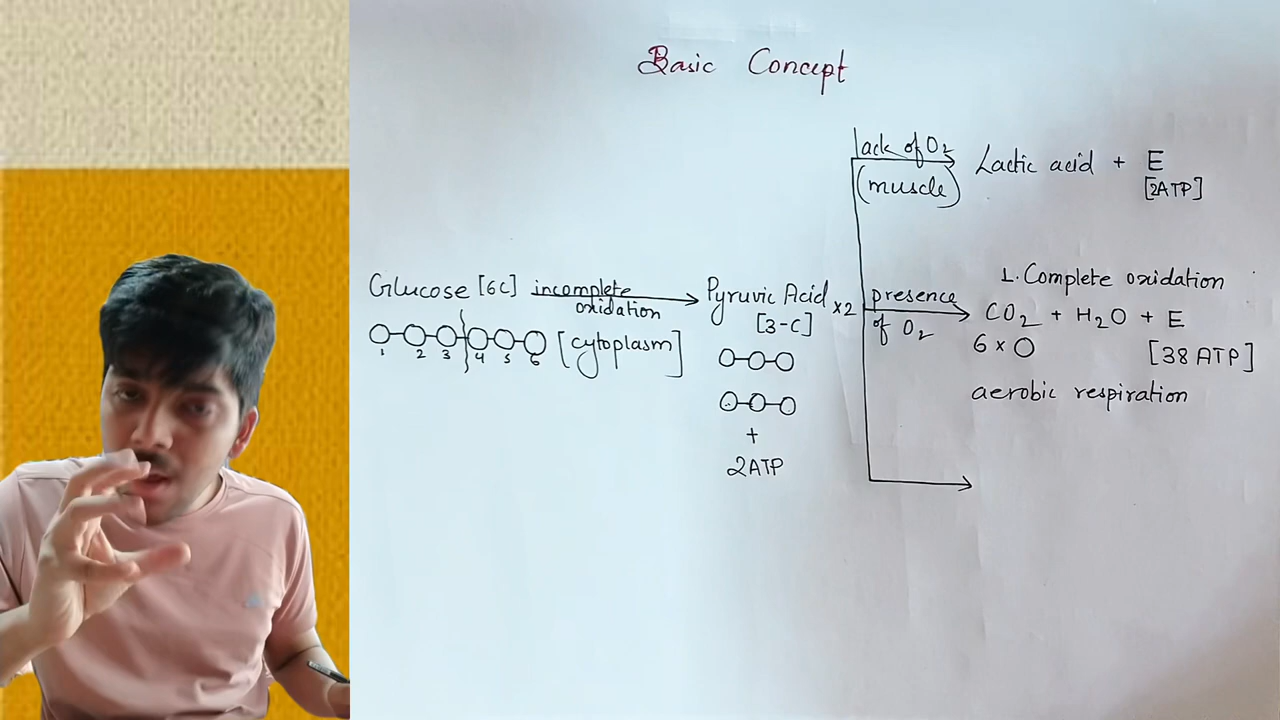 Basic Concept
lack of O2
(muscle)
Lactic acid + E
[2ATP]
Glucose [6C]
incomplete
oxidation
[cytoplasm]
1 2 3 4 5 6
Pyruvic Acid ×2
[3-C]
+
2ATP
presence
of O2
1. Complete oxidation
CO2 + H2O + E
6 ×
[38 ATP]
aerobic respiration